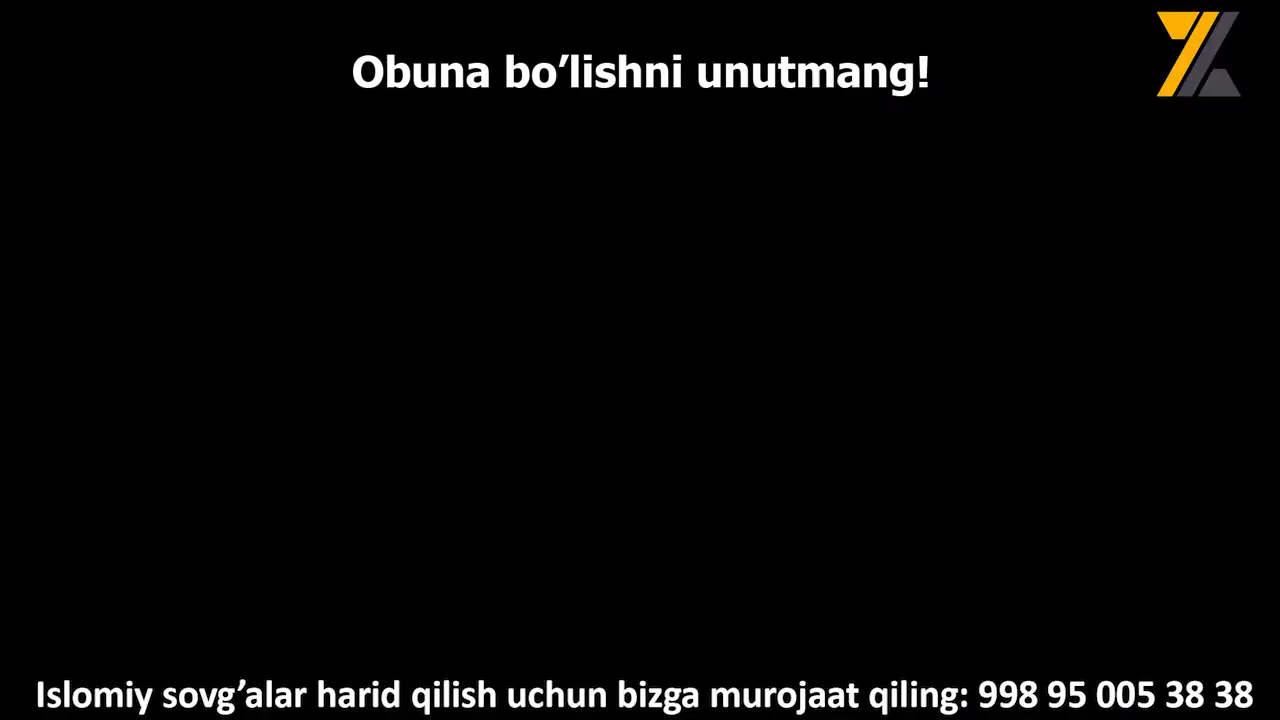 Obuna bo’lishni unutmang!
Islomiy sovg’alar harid qilish uchun bizga murojaat qiling: 998 95 005 38 38